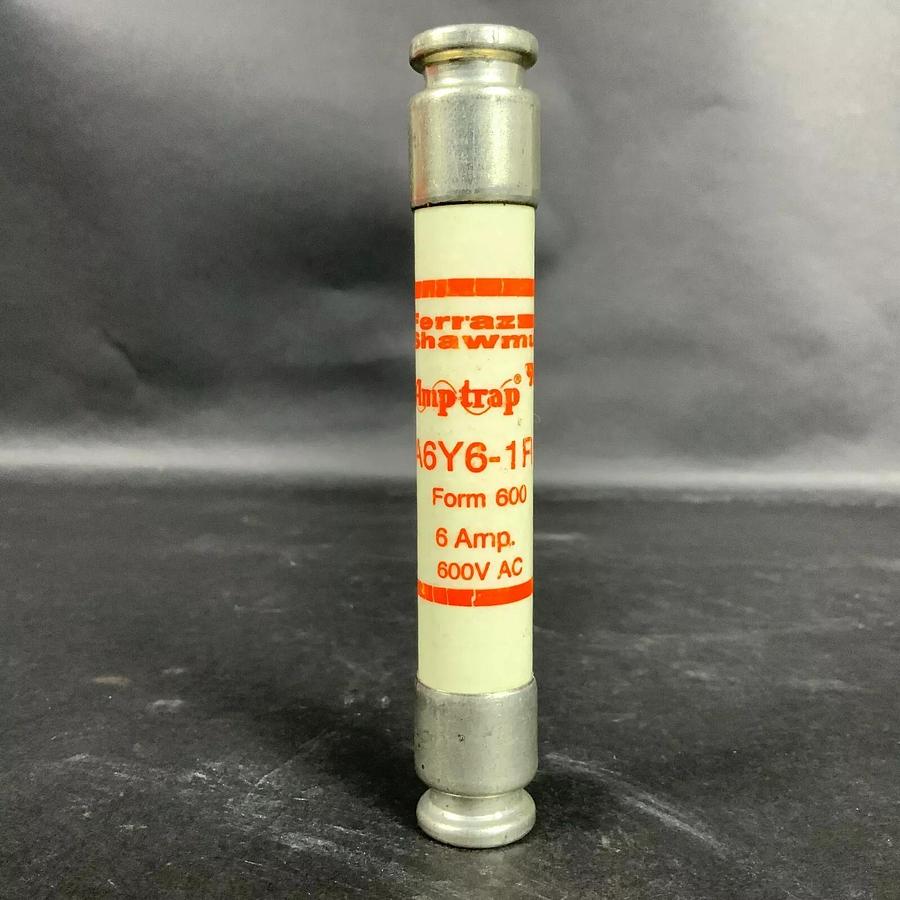 Ferraz
Shawmu
Amp-trap®
A6Y6-1F
Form 600
6 Amp.
600V AC